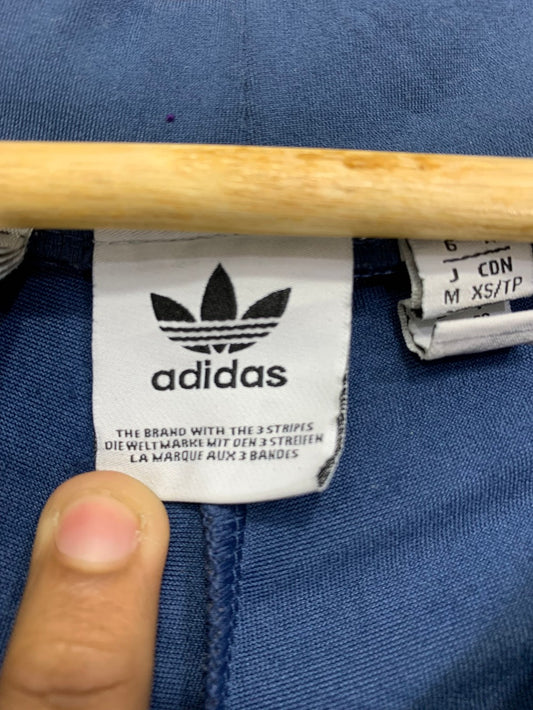 adidas
THE BRAND WITH THE 3 STRIPES
DIE WELTMARKE MIT DEN 3 STREIFEN
LA MARQUE AUX 3 BANDES
6
J CDN
M XS/TP